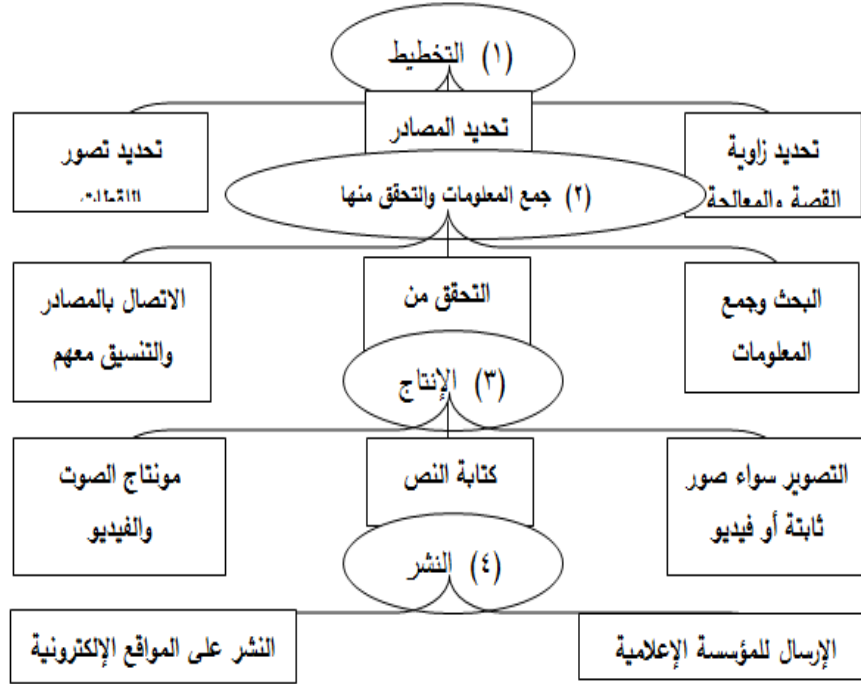 (١) التخطيط
تحديد زاوية
القصة والمعالجة
تحديد المصادر
تحديد تصور
اللقطات
(٢) جمع المعلومات والتحقق منها
البحث وجمع
المعلومات
التحقق من
الاتصال بالمصادر
والتنسيق معهم
(٣) الإنتاج
التصوير سواء صور
ثابتة أو فيديو
كتابة النص
مونتاج الصوت
والفيديو
(٤) النشر
الإرسال للمؤسسة الإعلامية
النشر على المواقع الإلكترونية